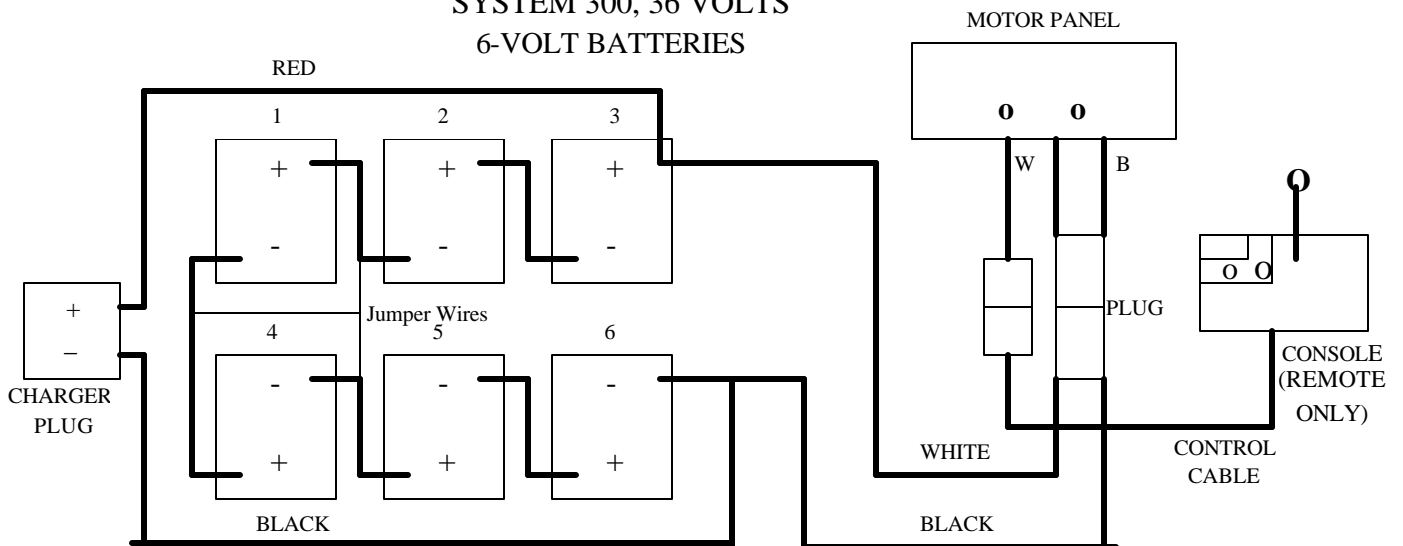 SYSTEM 300, 36 VOLTS
6-VOLT BATTERIES
MOTOR PANEL
RED
1
2
3
O O
+
+
+
W
B
-
-
-
O
O O
+
–
Jumper Wires
PLUG
CHARGER
PLUG
4
5
6
-
-
-
+
+
+
CONSOLE
(REMOTE
ONLY)
WHITE
CONTROL
CABLE
BLACK
BLACK